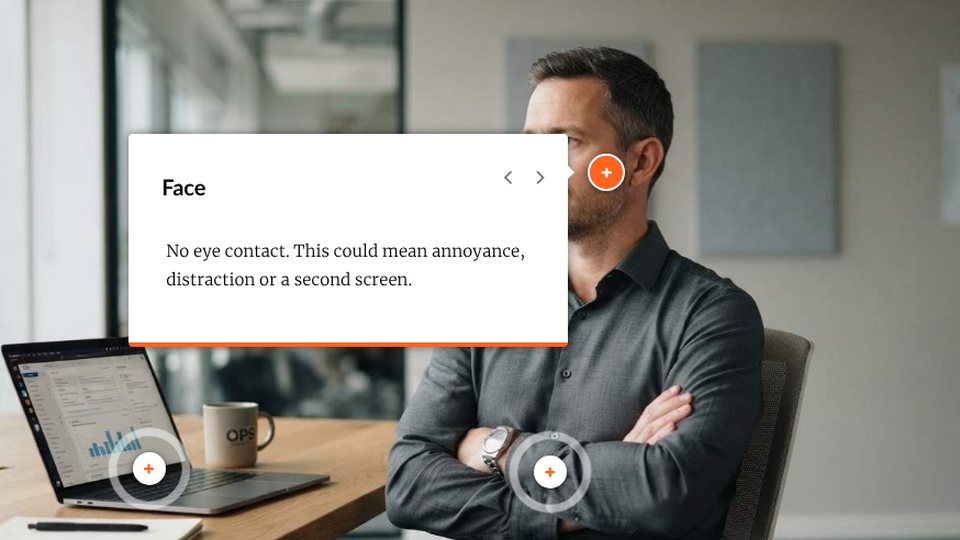 Face
No eye contact. This could mean annoyance,
distraction or a second screen.
OPS